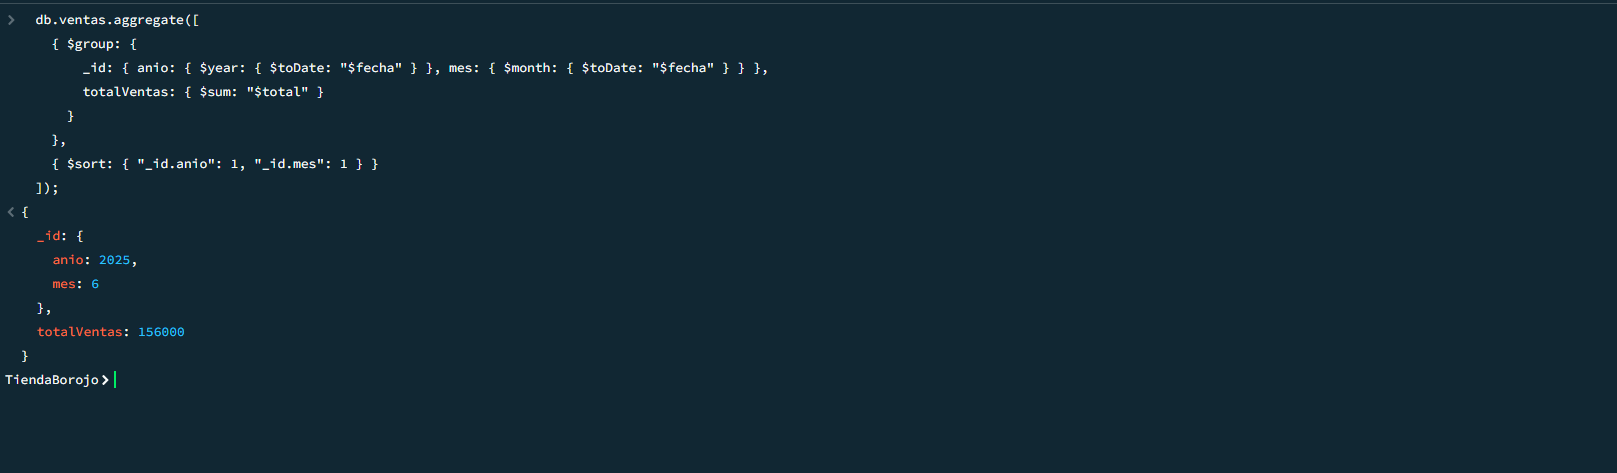 > db.ventas.aggregate([
{ $group: {
_id: { anio: { $year: { $toDate: "$fecha" } }, mes: { $month: { $toDate: "$fecha" } } },
totalVentas: { $sum: "$total" }
}
},
{ $sort: { "_id.anio": 1, "_id.mes": 1 } }
]);
< {
_id: {
anio: 2025,
mes: 6
},
totalVentas: 156000
}
TiendaBorojo>